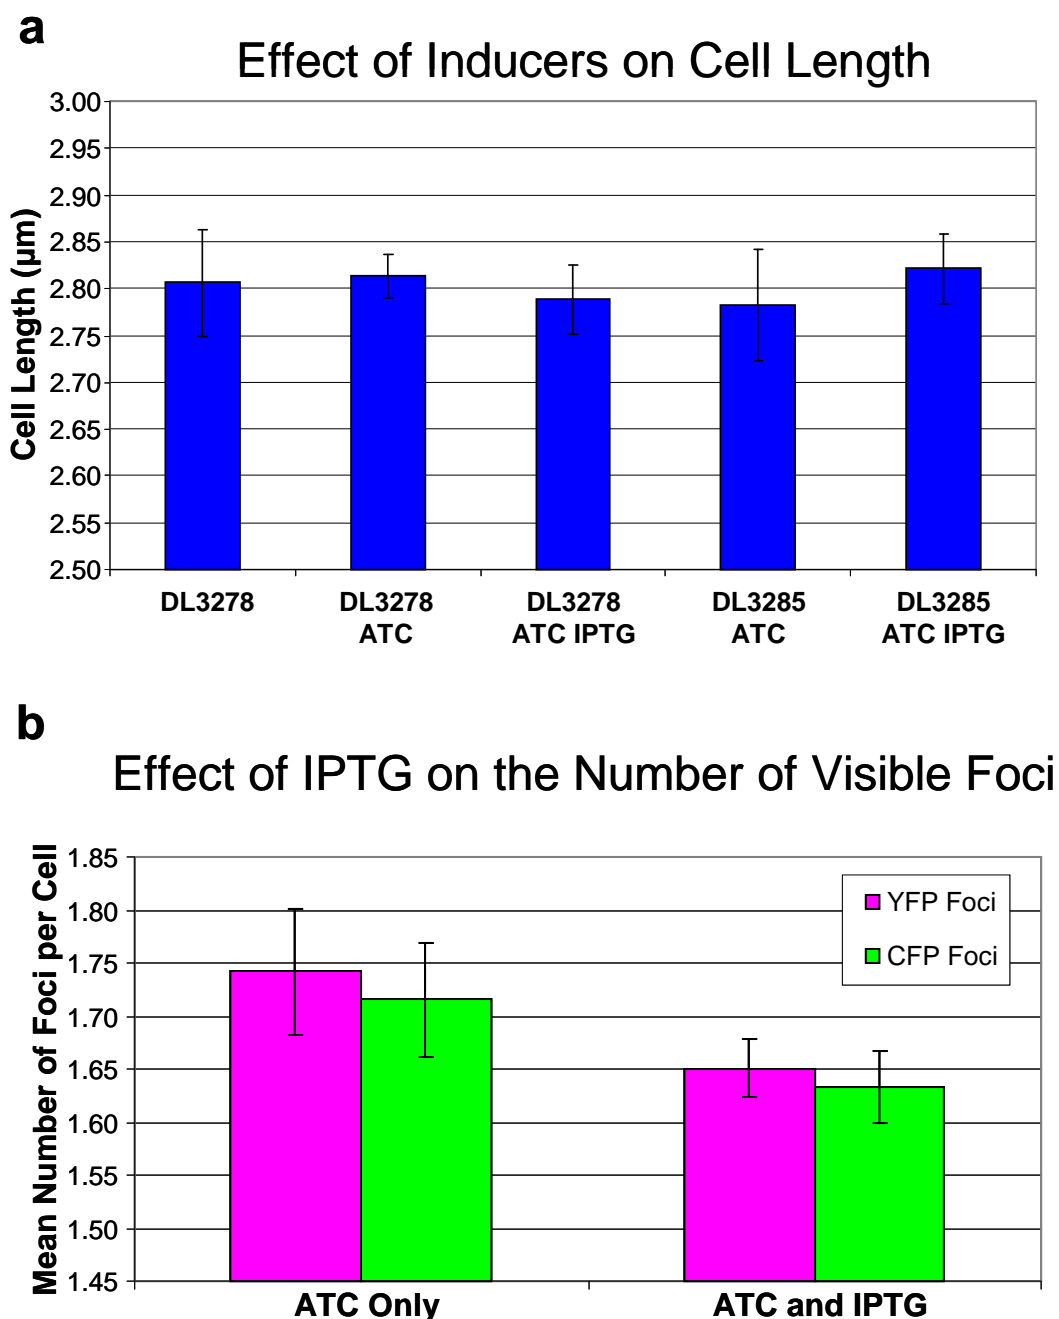 a
Effect of Inducers on Cell Length
Cell Length (µm)
3.00
2.95
2.90
2.85
2.80
2.75
2.70
2.65
2.60
2.55
2.50
DL3278
DL3278
ATC
DL3278
ATC IPTG
DL3285
ATC
DL3285
ATC IPTG
b
Effect of IPTG on the Number of Visible Foci
Mean Number of Foci per Cell
1.85
1.80
1.75
1.70
1.65
1.60
1.55
1.50
1.45
YFP Foci
CFP Foci
ATC Only
ATC and IPTG